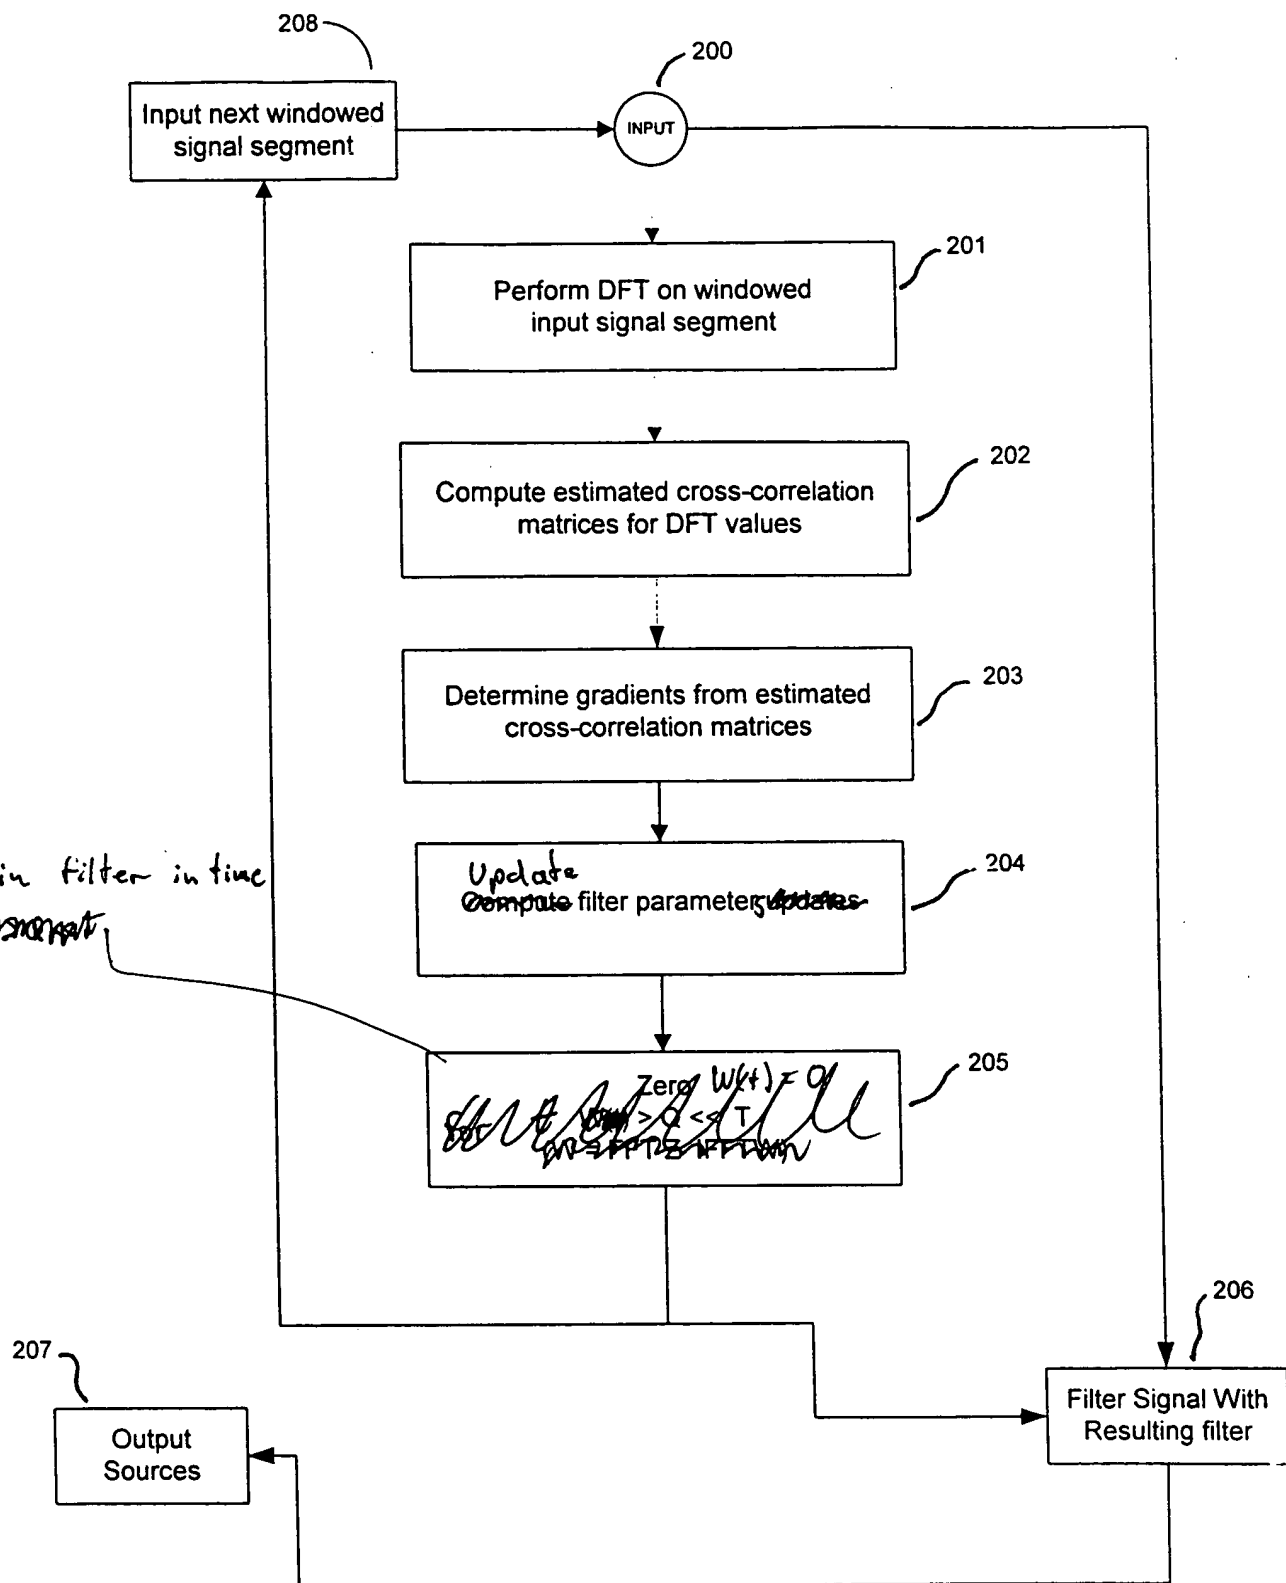 208
200
Input next windowed
signal segment
INPUT
201
Perform DFT on windowed
input signal segment
202
Compute estimated cross-correlation
matrices for DFT values
203
Determine gradients from estimated
cross-correlation matrices
in filter in time
204
Update
Compute filter parameters updates
205
Zero W(t) = 0
for t > Q << T
206
207
Filter Signal With
Resulting filter
Output
Sources